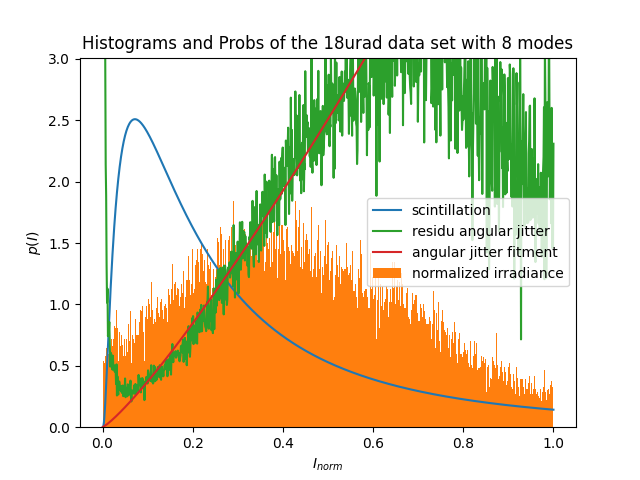 Histograms and Probs of the 18urad data set with 8 modes
3.0
2.5
2.0
1.5
1.0
0.5
0.0
p(I)
scintillation
residu angular jitter
angular jitter fitment
normalized irradiance
0.0 0.2 0.4 0.6 0.8 1.0
I_norm